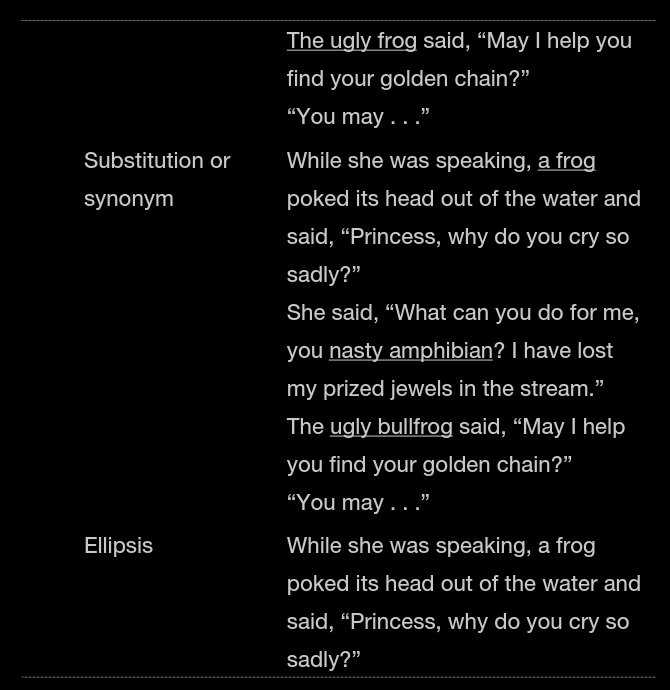 The ugly frog said, “May I help you
find your golden chain?”
“You may . . .”
Substitution or
synonym
While she was speaking, a frog
poked its head out of the water and
said, “Princess, why do you cry so
sadly?”
She said, “What can you do for me,
you nasty amphibian? I have lost
my prized jewels in the stream.”
The ugly bullfrog said, “May I help
you find your golden chain?”
“You may . . .”
Ellipsis
While she was speaking, a frog
poked its head out of the water and
said, “Princess, why do you cry so
sadly?”